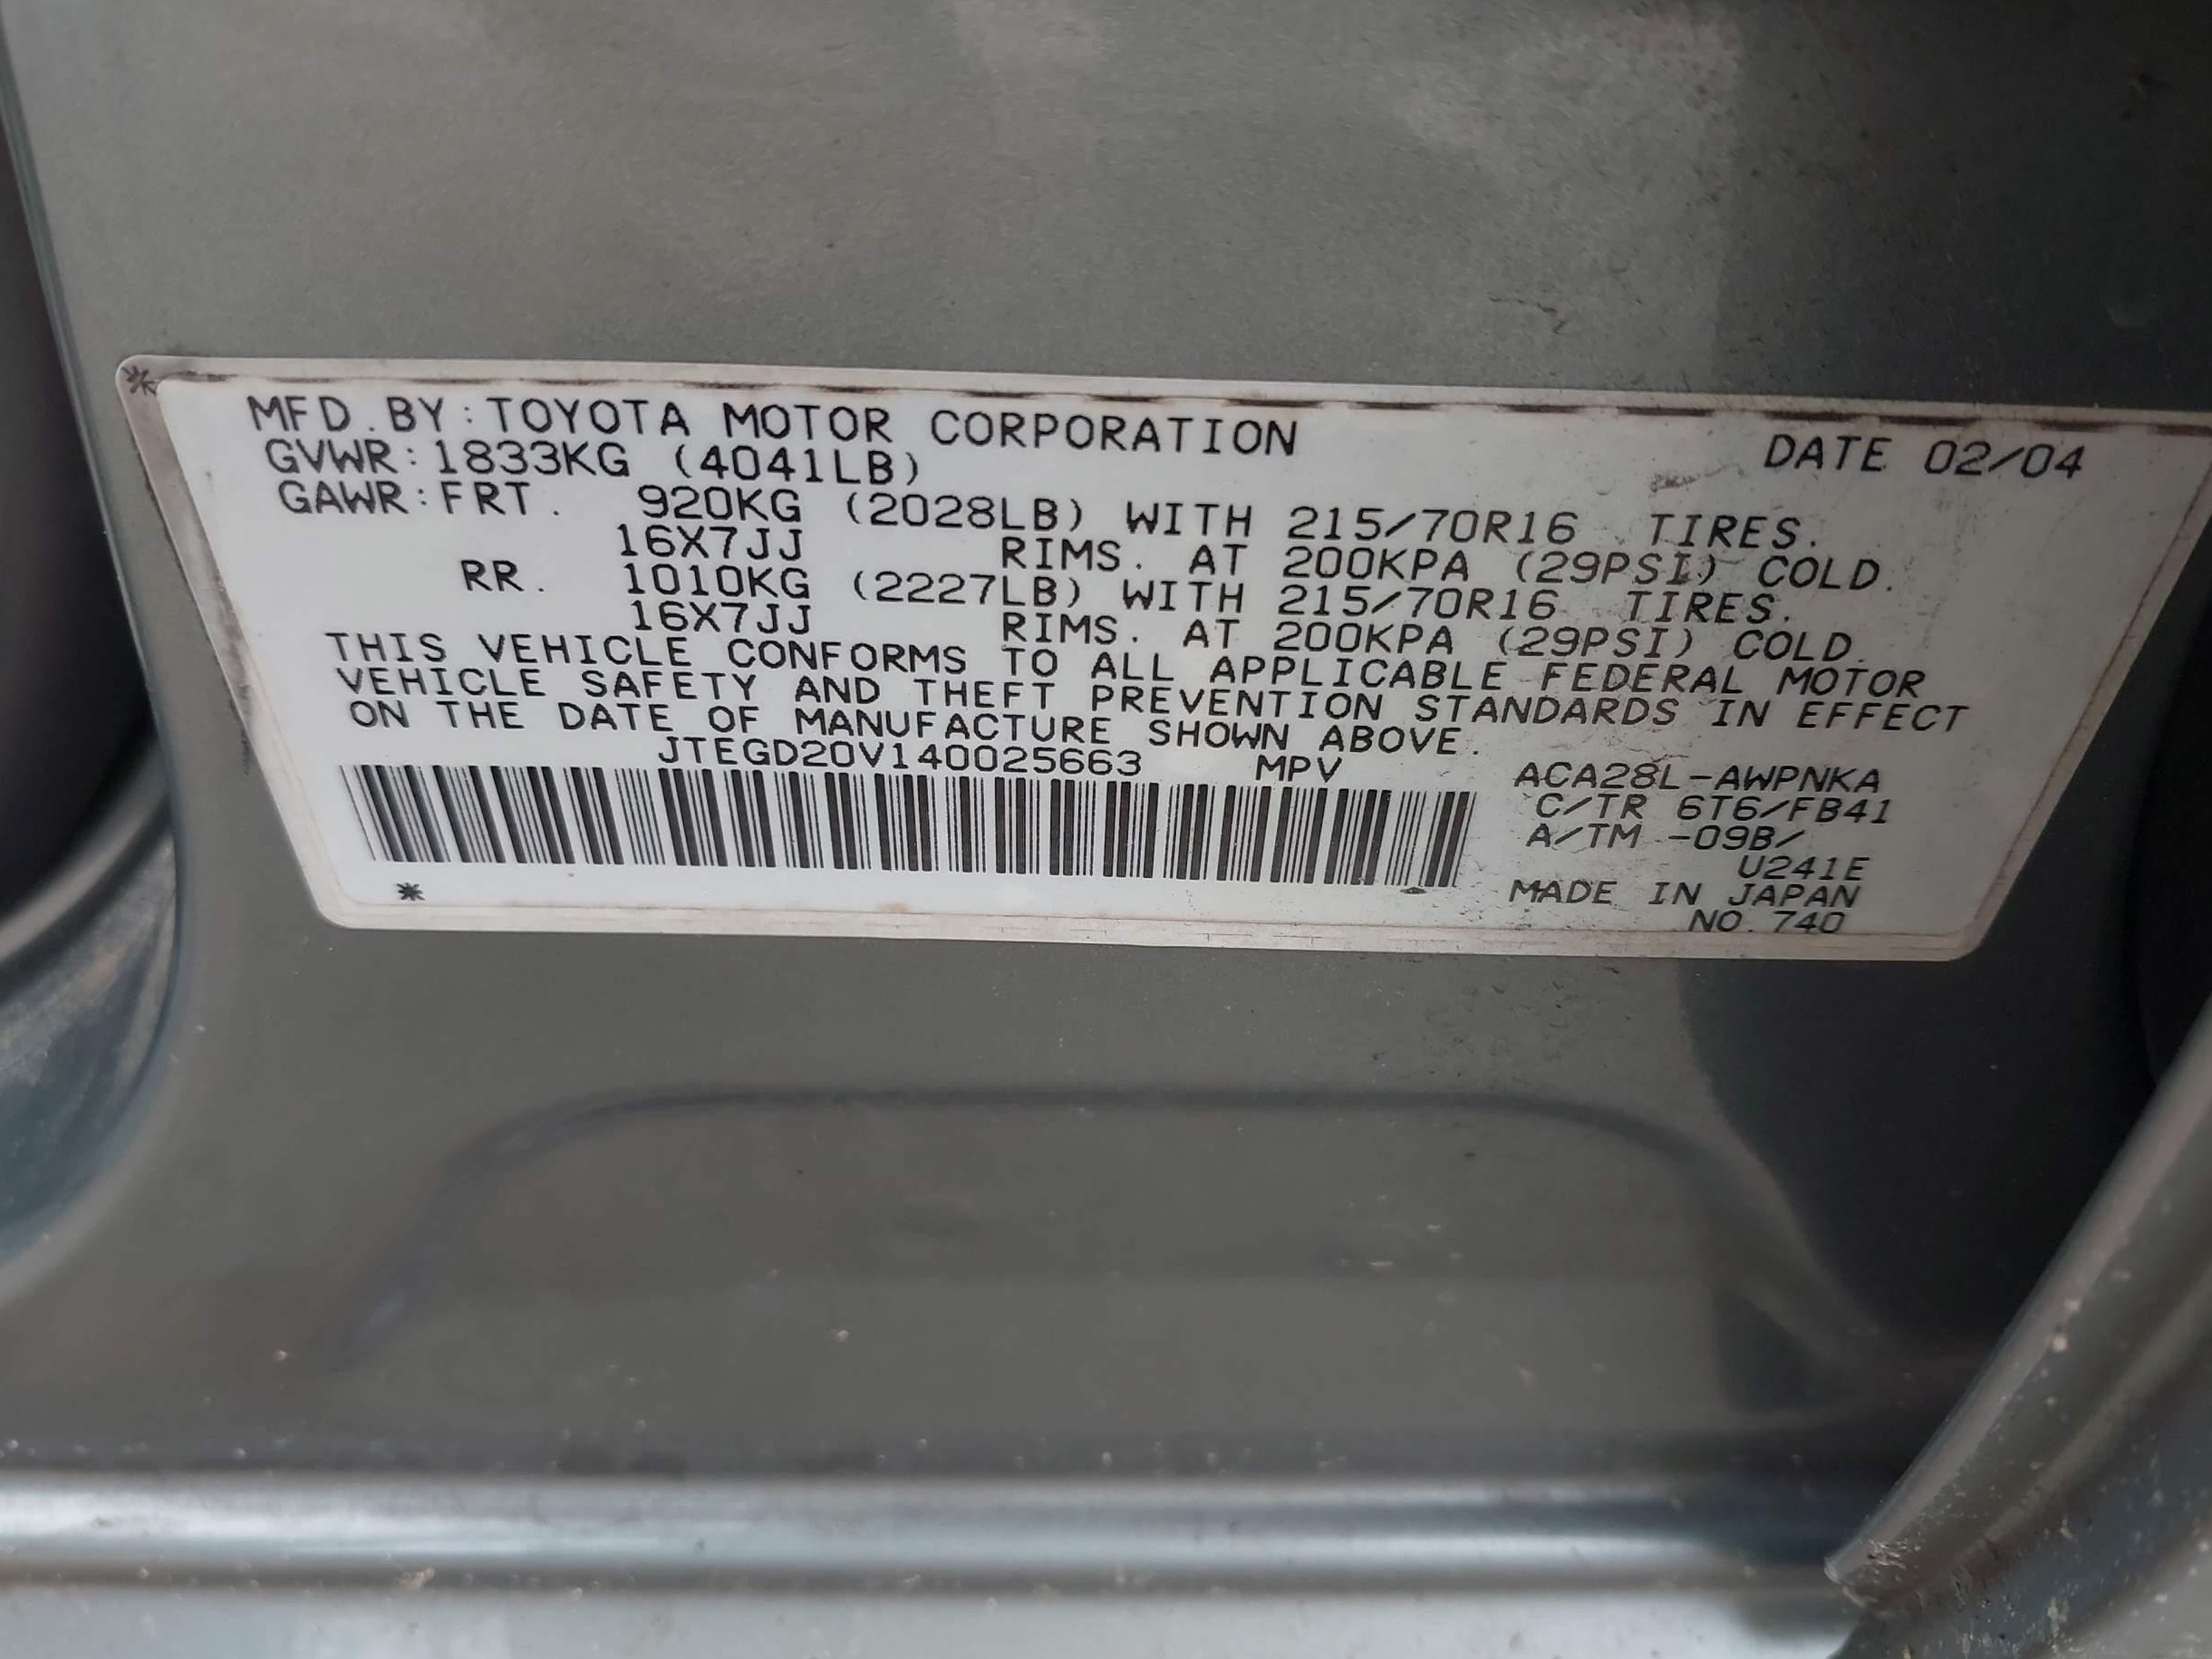 MFD.BY:TOYOTA MOTOR CORPORATION DATE 02/04
GVWR:1833KG (4041LB)
GAWR:FRT. 920KG (2028LB) WITH 215/70R16 TIRES.
16X7JJ RIMS. AT 200KPA (29PSI) COLD.
RR. 1010KG (2227LB) WITH 215/70R16 TIRES.
16X7JJ RIMS. AT 200KPA (29PSI) COLD.
THIS VEHICLE CONFORMS TO ALL APPLICABLE FEDERAL MOTOR
VEHICLE SAFETY AND THEFT PREVENTION STANDARDS IN EFFECT
ON THE DATE OF MANUFACTURE SHOWN ABOVE.
JTEGD20V140025663 MPV
ACA28L-AWPNKA
C/TR 6T6/FB41
A/TM -09B/
U241E
MADE IN JAPAN
NO.740